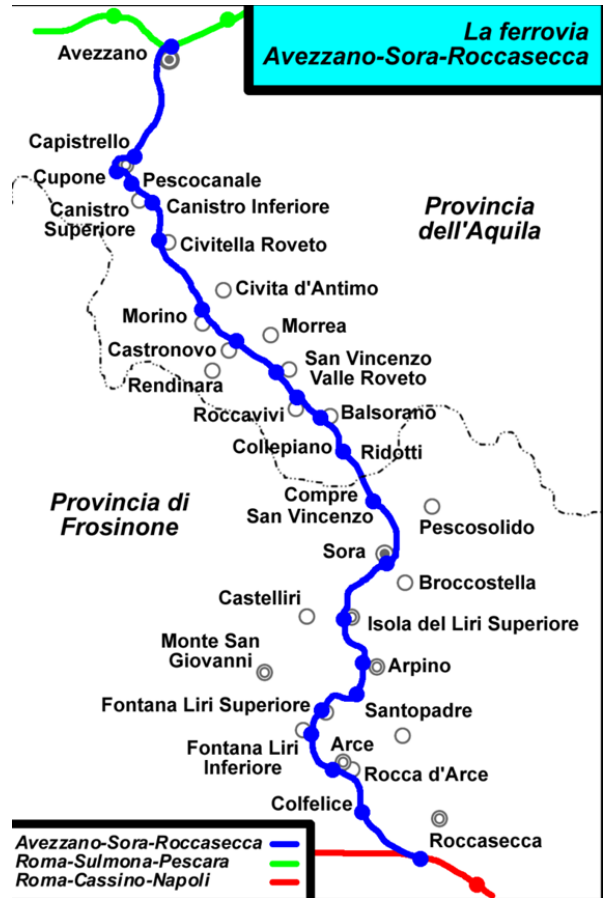 La ferrovia
Avezzano-Sora-Roccasecca
Avezzano
Capistrello
Cupone
Pescocanale
Canistro
Superiore
Canistro Inferiore
Provincia
dell'Aquila
Civitella Roveto
Civita d'Antimo
Morino
Morrea
Castronovo
San Vincenzo
Valle Roveto
Rendinara
Roccavivi
Balsorano
Collepiano
Ridotti
Provincia di
Frosinone
Compre
San Vincenzo
Pescosolido
Sora
Broccostella
Castelliri
Isola del Liri Superiore
Monte San
Giovanni
Arpino
Fontana Liri Superiore
Santopadre
Fontana Liri
Inferiore
Arce
Rocca d'Arce
Colfelice
Roccasecca
Avezzano-Sora-Roccasecca
Roma-Sulmona-Pescara
Roma-Cassino-Napoli